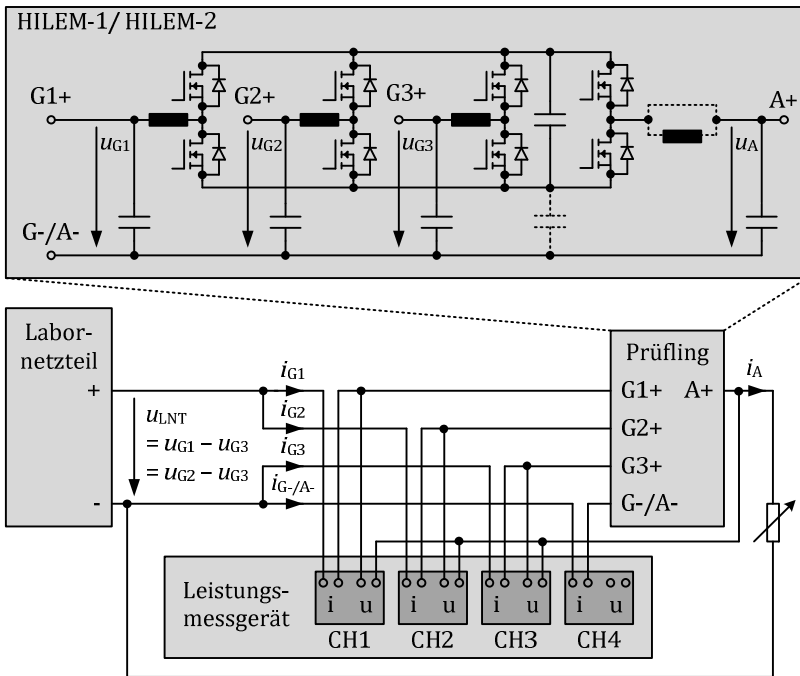 HILEM-1/ HILEM-2
G1+
G2+
G3+
A+
uG1
uG2
uG3
uA
G-/A-
Labor-
netzteil
+
-
uLNT
= uG1 − uG3
= uG2 − uG3
iG1
iG2
iG3
iG-/A-
Prüfling
G1+ A+
G2+
G3+
G-/A-
iA
Leistungs-
messgerät
i u
i u
i u
i u
CH1 CH2 CH3 CH4